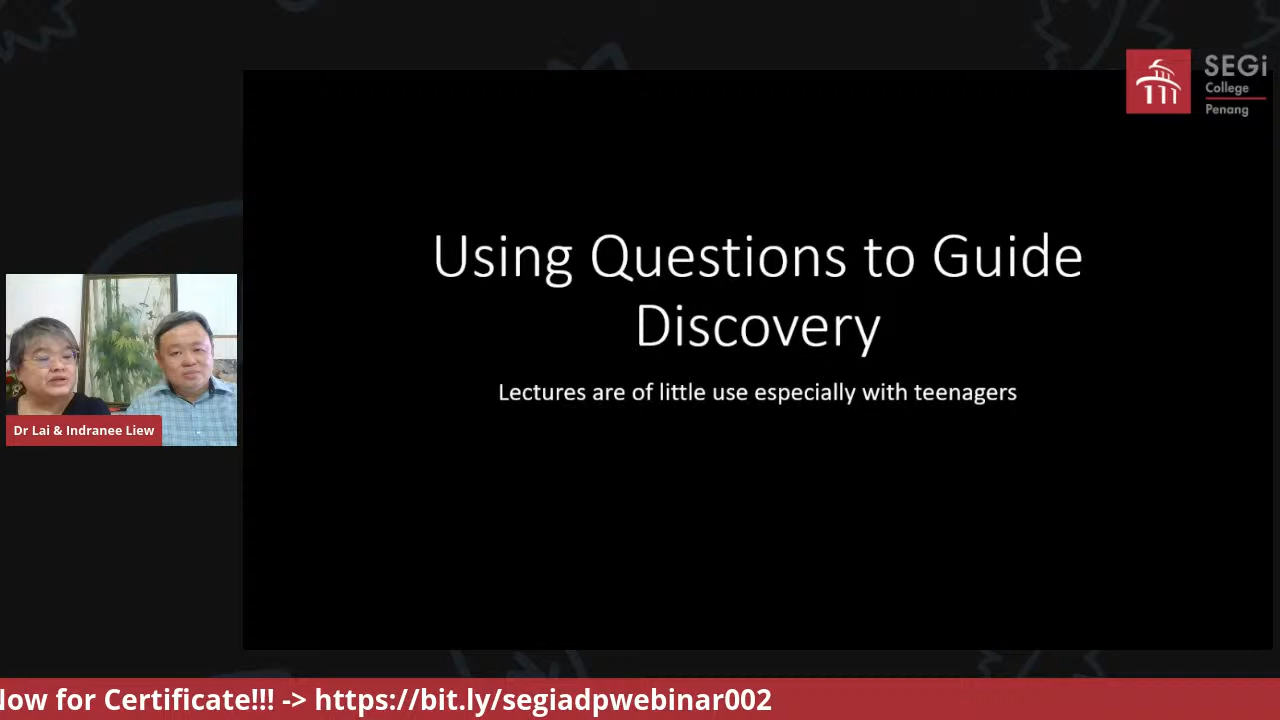 SEGi
College
Penang
Using Questions to Guide
Discovery
Lectures are of little use especially with teenagers
Dr Lai & Indranee Liew
Now for Certificate!!! -> https://bit.ly/segiadpwebinar002